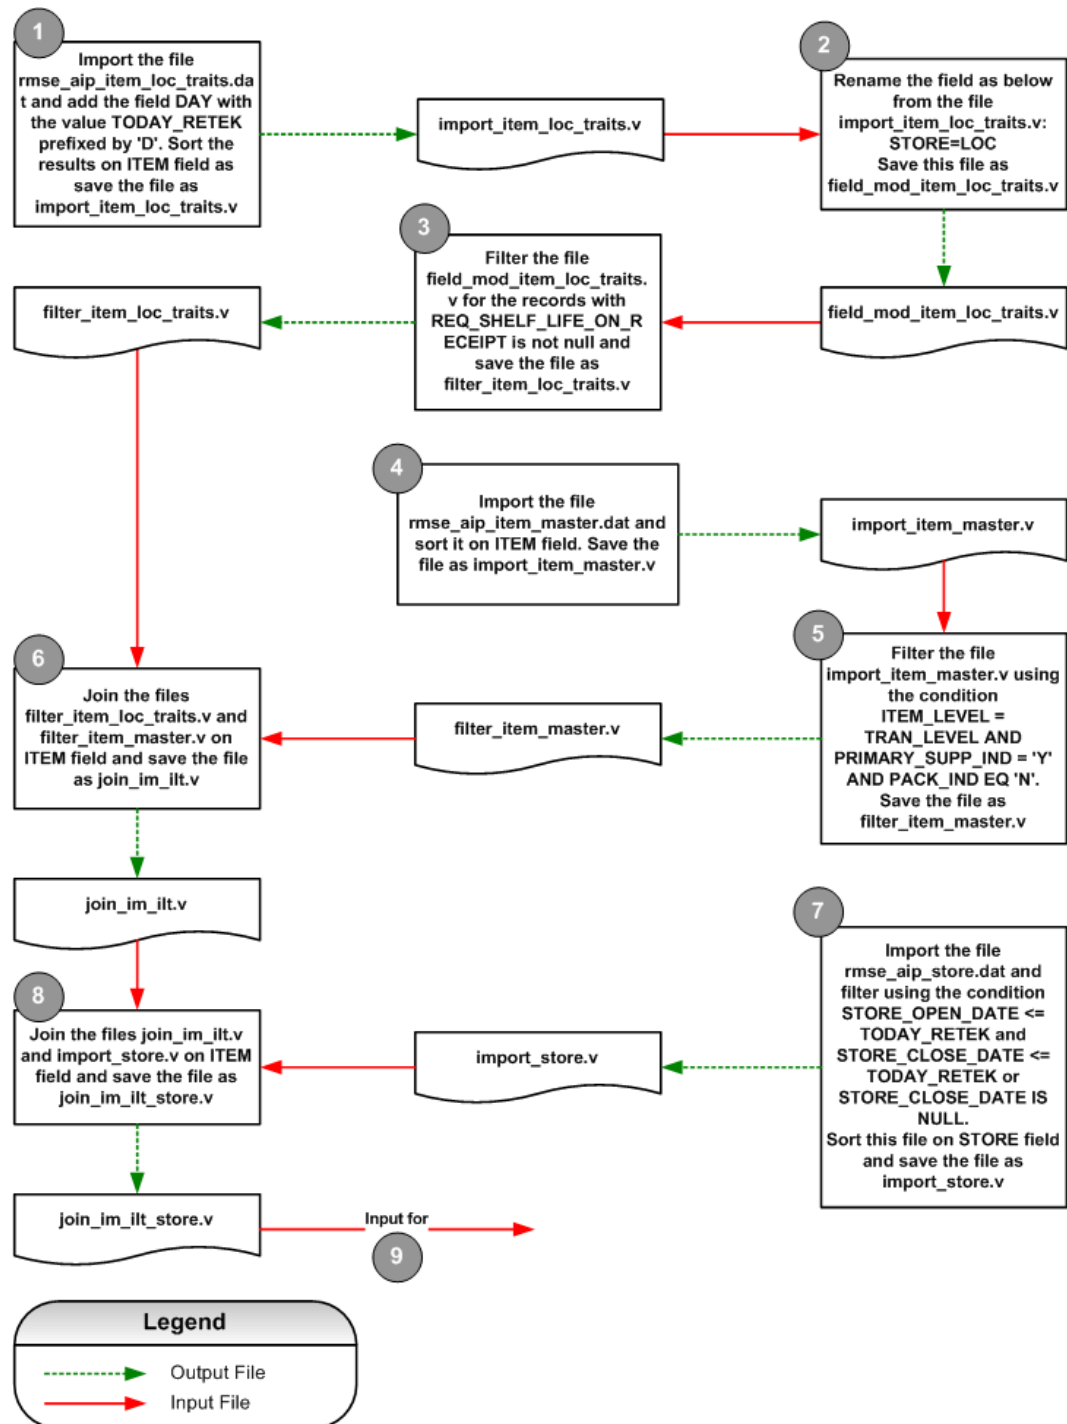 1
Import the file
rmse_aip_item_loc_traits.da
t and add the field DAY with
the value TODAY_RETEK
prefixed by 'D'. Sort the
results on ITEM field as
save the file as
import_item_loc_traits.v
import_item_loc_traits.v
2
Rename the field as below
from the file
import_item_loc_traits.v:
STORE=LOC
Save this file as
field_mod_item_loc_traits.v
3
Filter the file
field_mod_item_loc_traits.
v for the records with
REQ_SHELF_LIFE_ON_R
ECEIPT is not null and
save the file as
filter_item_loc_traits.v
filter_item_loc_traits.v
field_mod_item_loc_traits.v
4
Import the file
rmse_aip_item_master.dat and
sort it on ITEM field. Save the
file as import_item_master.v
import_item_master.v
5
Filter the file
import_item_master.v using
the condition
ITEM_LEVEL =
TRAN_LEVEL AND
PRIMARY_SUPP_IND = 'Y'
AND PACK_IND EQ 'N'.
Save the file as
filter_item_master.v
6
Join the files
filter_item_loc_traits.v and
filter_item_master.v on
ITEM field and save the file
as join_im_ilt.v
filter_item_master.v
join_im_ilt.v
7
Import the file
rmse_aip_store.dat and
filter using the condition
STORE_OPEN_DATE <=
TODAY_RETEK and
STORE_CLOSE_DATE <=
TODAY_RETEK or
STORE_CLOSE_DATE IS
NULL.
Sort this file on STORE field
and save the file as
import_store.v
8
Join the files join_im_ilt.v
and import_store.v on ITEM
field and save the file as
join_im_ilt_store.v
import_store.v
join_im_ilt_store.v
Input for
9
Legend
Output File
Input File